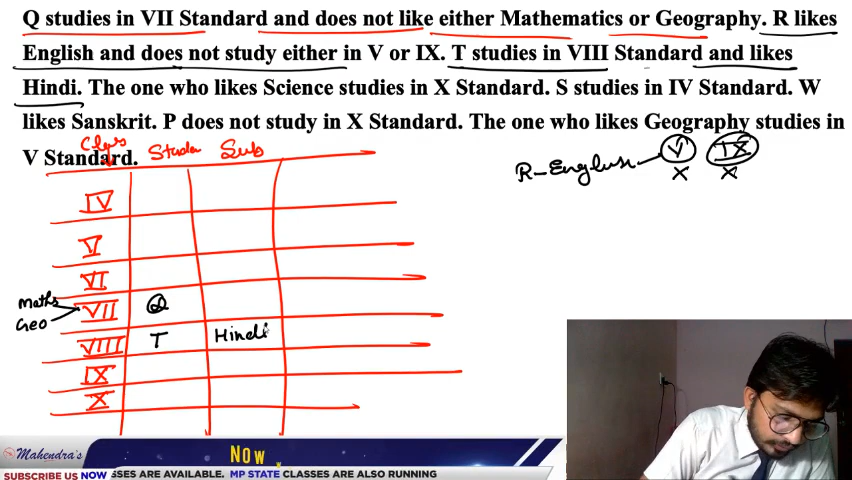 Q studies in VII Standard and does not like either Mathematics or Geography. R likes
English and does not study either in V or IX. T studies in VIII Standard and likes
Hindi. The one who likes Science studies in X Standard. S studies in IV Standard. W
likes Sanskrit. P does not study in X Standard. The one who likes Geography studies in
V Standard.
Class Sub
R-English V IX
X X
IV
V
VI
Maths VII Q
Geo
VIII T Hindi
IX
X
Mahendra's Now
SUBSCRIBE US NOW SSES ARE AVAILABLE. MP STATE CLASSES ARE ALSO RUNNING